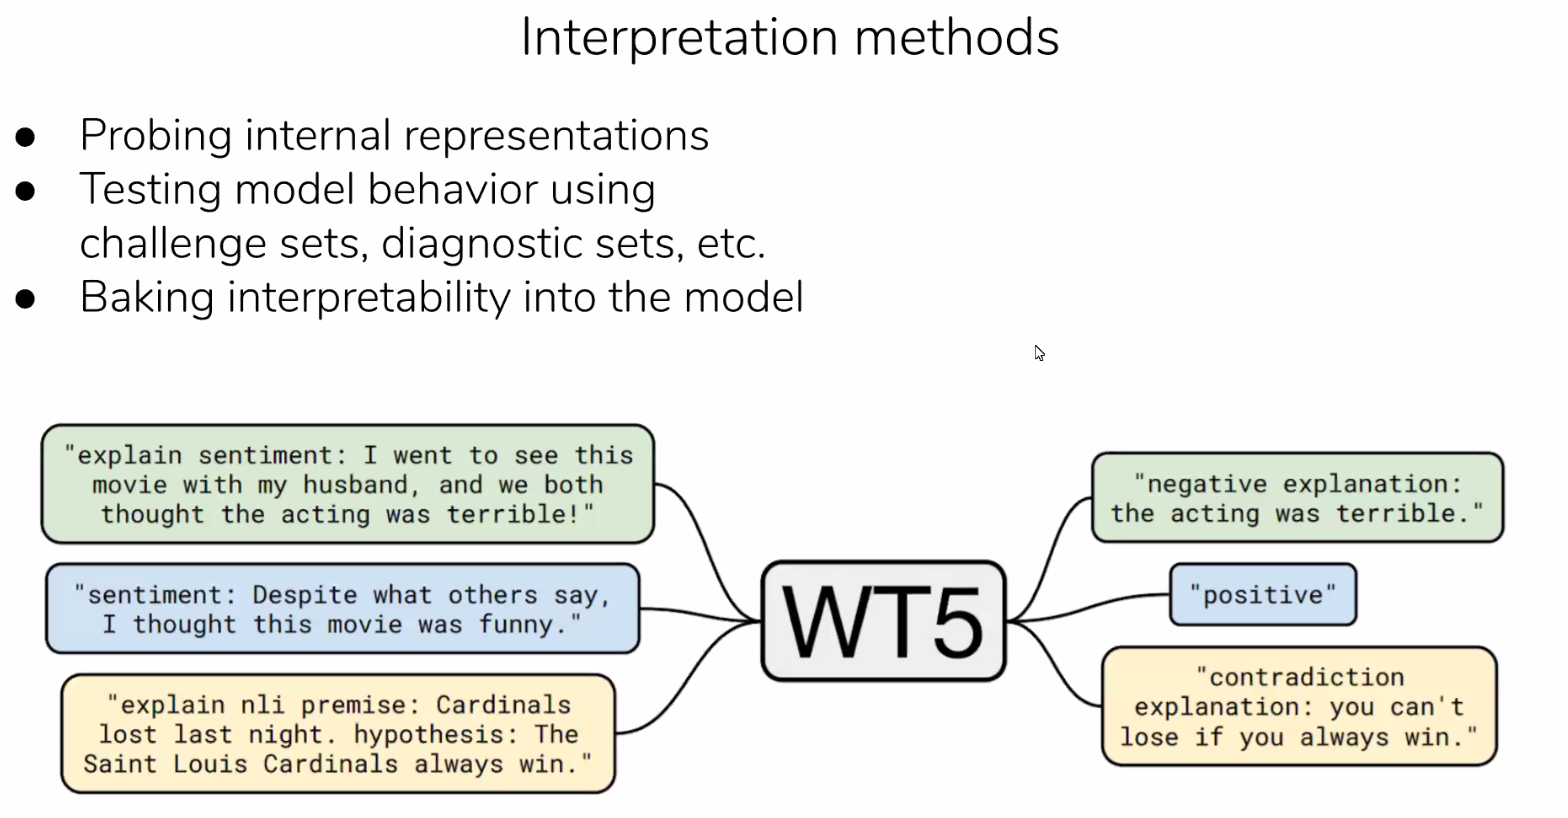 Interpretation methods
● Probing internal representations
● Testing model behavior using
challenge sets, diagnostic sets, etc.
● Baking interpretability into the model
"explain sentiment: I went to see this
movie with my husband, and we both
thought the acting was terrible!"
"sentiment: Despite what others say,
I thought this movie was funny."
"explain nli premise: Cardinals
lost last night. hypothesis: The
Saint Louis Cardinals always win."
WT5
"negative explanation:
the acting was terrible."
"positive"
"contradiction
explanation: you can't
lose if you always win."